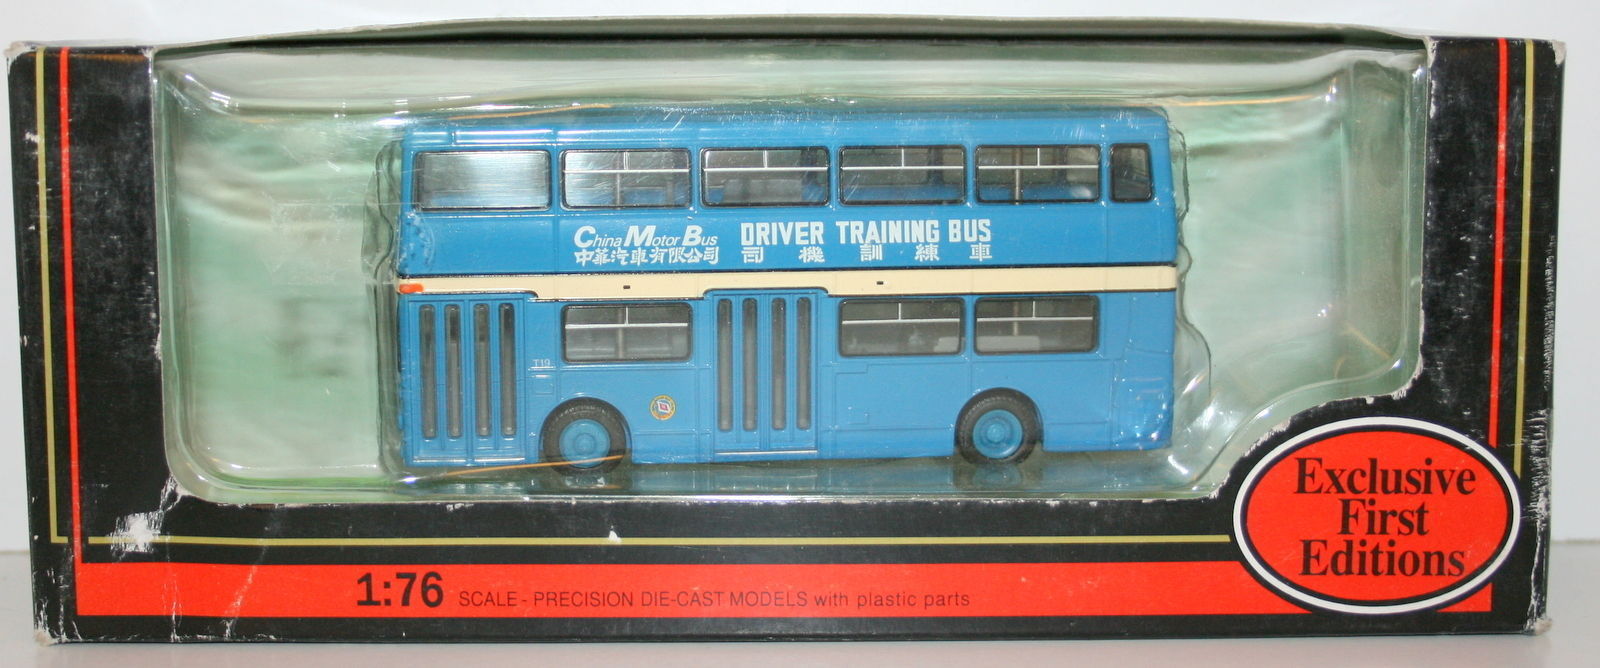 China Motor Bus DRIVER TRAINING BUS
中華汽車有限公司 司機訓練車
T19
Exclusive
First
Editions
1:76 SCALE - PRECISION DIE-CAST MODELS with plastic parts